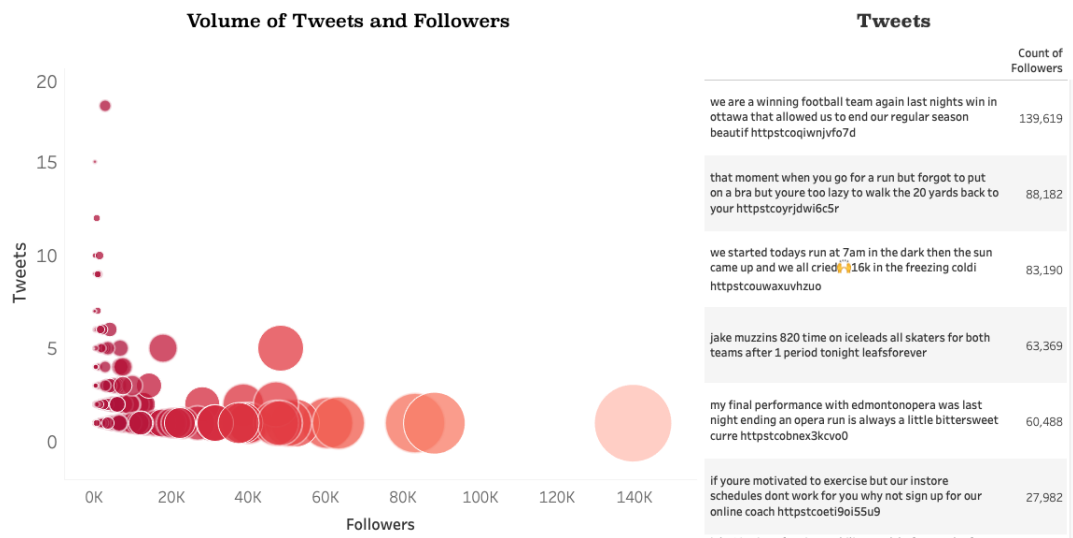 Volume of Tweets and Followers
Tweets
20
15
10
5
0
Tweets
0K 20K 40K 60K 80K 100K 120K 140K
Followers
Count of
Followers
we are a winning football team again last nights win in
ottawa that allowed us to end our regular season
beautif httpstcoqiwnjvfo7d
139,619
that moment when you go for a run but forgot to put
on a bra but youre too lazy to walk the 20 yards back to
your httpstcoyrjdwi6c5r
88,182
we started todays run at 7am in the dark then the sun
came up and we all cried🙌16k in the freezing coldi
httpstcouwaxuvhzuo
83,190
jake muzzins 820 time on iceleads all skaters for both
teams after 1 period tonight leafsforever
63,369
my final performance with edmontonopera was last
night ending an opera run is always a little bittersweet
curre httpstcobnex3kcvo0
60,488
if youre motivated to exercise but our instore
schedules dont work for you why not sign up for our
online coach httpstcoeti9oi55u9
27,982